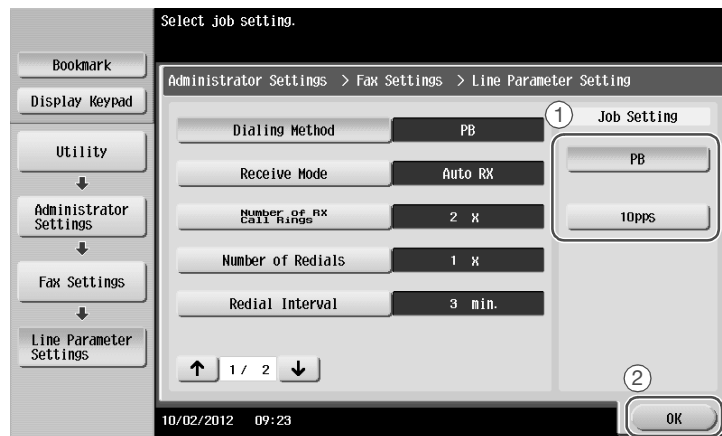 Select job setting.
Bookmark
Display Keypad
Utility
Administrator
Settings
Fax Settings
Line Parameter
Settings
Administrator Settings > Fax Settings > Line Parameter Setting
Dialing Method PB
Receive Mode Auto RX
Number of RX
Call Rings
2 X
Number of Redials 1 X
Redial Interval 3 min.
1/ 2
1 Job Setting
PB
10pps
2
OK
10/02/2012 09:23